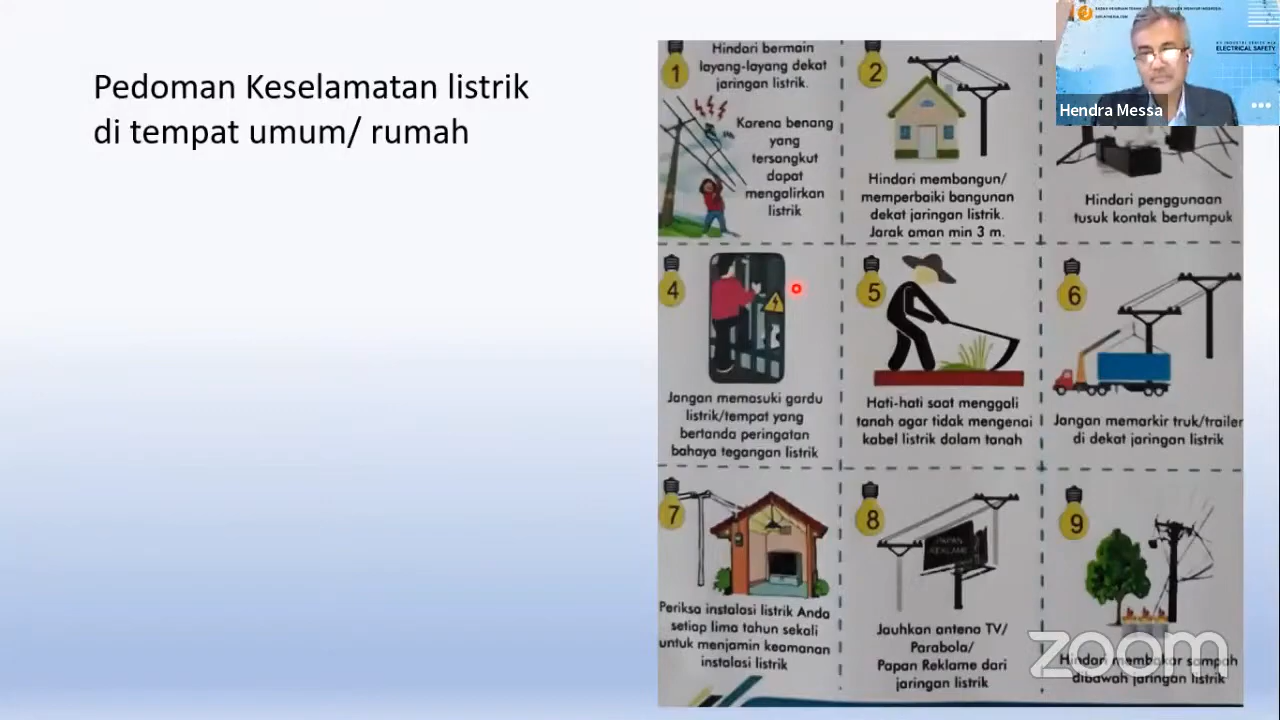 Pedoman Keselamatan listrik
di tempat umum/ rumah
1
Hindari bermain
layang-layang dekat
jaringan listrik.
Karena benang
yang
tersangkut
dapat
mengalirkan
listrik
2
Hindari membangun/
memperbaiki bangunan
dekat jaringan listrik.
Jarak aman min 3 m.
Hindari penggunaan
tusuk kontak bertumpuk
4
Jangan memasuki gardu
listrik/tempat yang
bertanda peringatan
bahaya tegangan listrik
5
Hati-hati saat menggali
tanah agar tidak mengenai
kabel listrik dalam tanah
6
Jangan memarkir truk/trailer
di dekat jaringan listrik
7
Periksa instalasi listrik Anda
setiap lima tahun sekali
untuk menjamin keamanan
instalasi listrik
8
PAPAN
REKLAME
Jauhkan antena TV/
Parabola/
Papan Reklame dari
jaringan listrik
9
Hindari membakar sampah
dibawah jaringan listrik
zoom
ELECTRICAL SAFETY
Hendra Messa